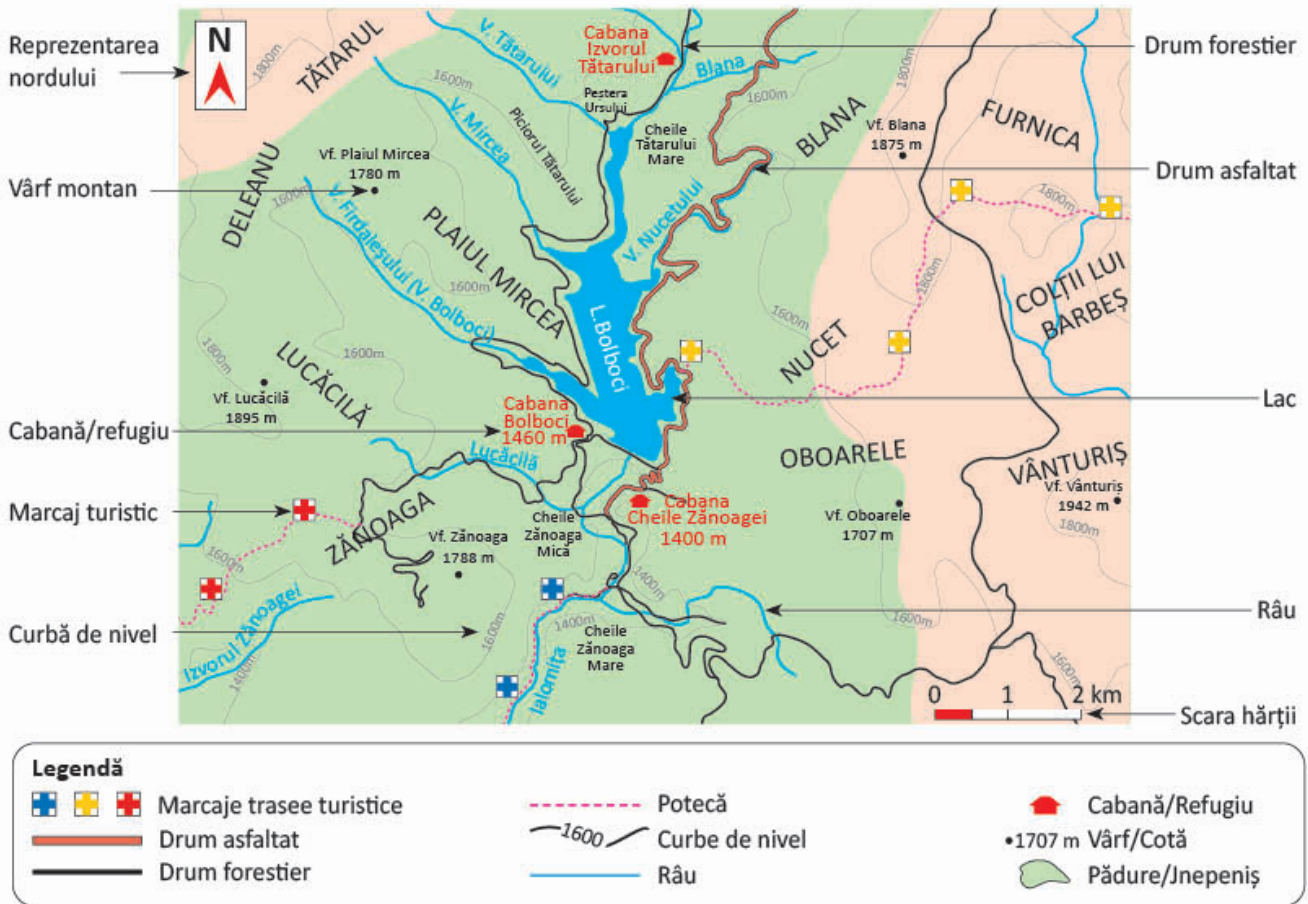 Reprezentarea
nordului
Vârf montan
Cabană/refugiu
Marcaj turistic
Curbă de nivel
N
1800m
TĂTARUL
V. Tătarului
Cabana
Izvorul
Tătarului
Blana
1600m
Peștera
Ursului
1600m
V. Mircea
Piciorul Tătarului
Cheile
Tătarului
Mare
BLANA
1800m
Vf. Blana
1875 m
FURNICA
DELEANU
1600m
Vf. Plaiul Mircea
1780 m
V. Firdaleșului (V. Bolboci)
PLAIUL MIRCEA
1600m
V. Nucetului
1800m
1800m
COLȚII LUI
BARBEȘ
1600m
NUCET
L.Bolboci
1800m
1600m
LUCĂCILĂ
Vf. Lucăcilă
1895 m
Cabana
Bolboci
1460 m
Lucăcilă
OBOARELE
VÂNTURIȘ
Vf. Vânturiș
1942 m
1800m
Vf. Oboarele
1707 m
Cabana
Cheile Zănoagei
1400 m
ZĂNOAGA
1600m
Vf. Zănoaga
1788 m
Cheile
Zănoaga
Mică
1400m
1600m
1400m
Cheile
Zănoaga
Mare
Ialomița
Izvorul Zănoagei
1400m
1600m
1600m
0 1 2 km
Drum forestier
Drum asfaltat
Lac
Râu
Scara hărții
Legendă
Marcaje trasee turistice
Drum asfaltat
Drum forestier
Potecă
1600 Curbe de nivel
Râu
Cabană/Refugiu
1707 m Vârf/Cotă
Pădure/Jnepeniș